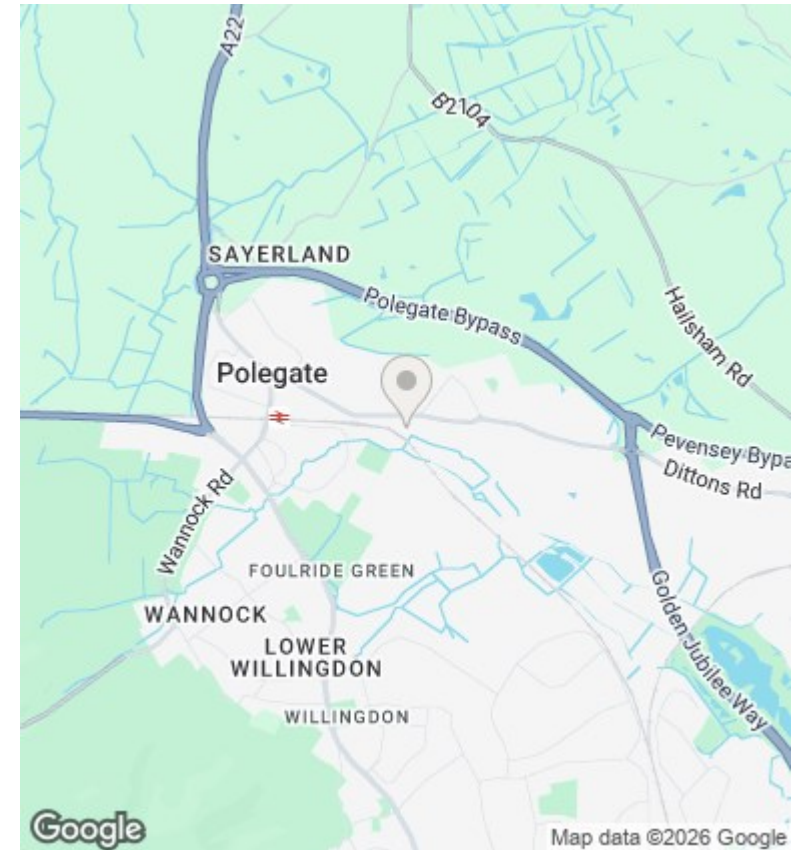 A22
B2104
SAYERLAND
Hailsham Rd
Polegate Bypass
Polegate
Pevensey Bypa
Dittons Rd
Wannock Rd
FOULRIDE GREEN
Golden Jubilee Way
WANNOCK
LOWER
WILLINGDON
WILLINGDON
Google
Map data ©2026 Google